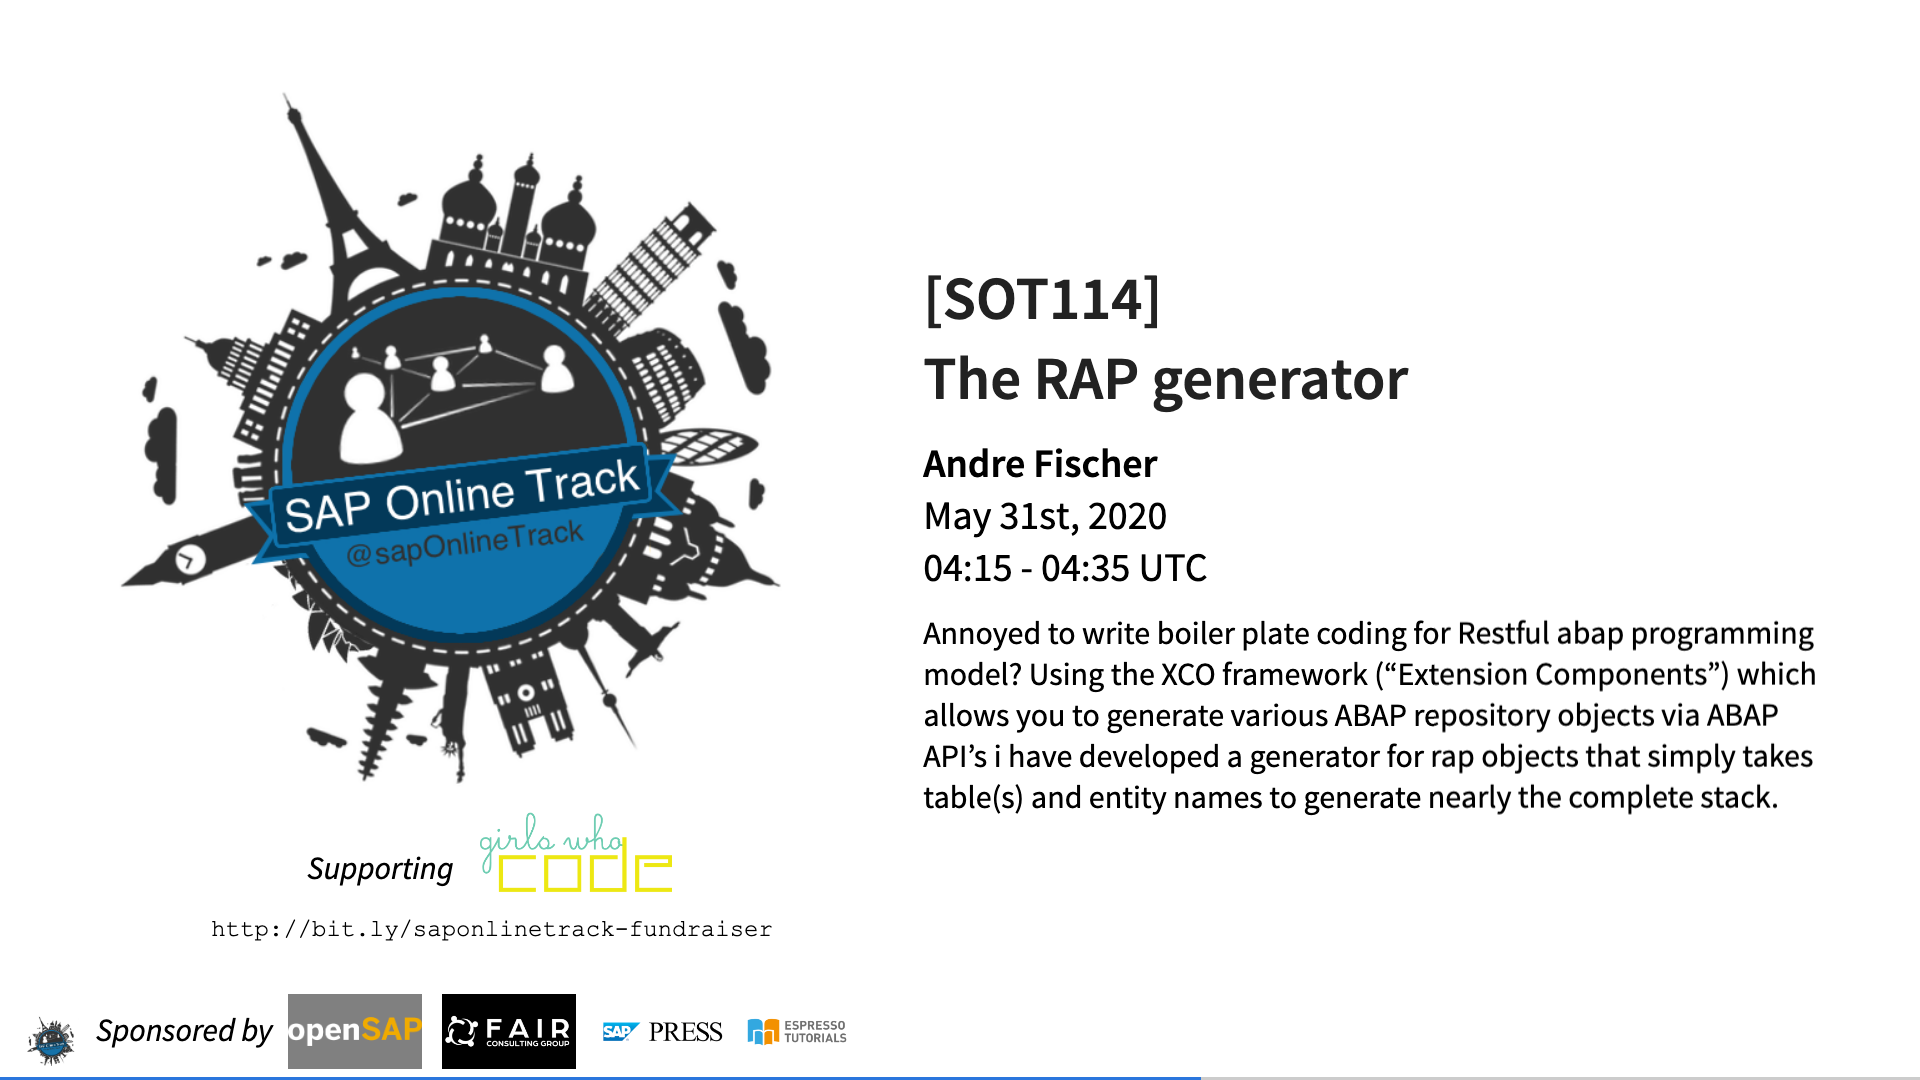 SAP Online Track
@sapOnlineTrack
Supporting girls who code
http://bit.ly/saponlinetrack-fundraiser
[SOT114]
The RAP generator
Andre Fischer
May 31st, 2020
04:15 - 04:35 UTC
Annoyed to write boiler plate coding for Restful abap programming
model? Using the XCO framework (“Extension Components”) which
allows you to generate various ABAP repository objects via ABAP
API’s i have developed a generator for rap objects that simply takes
table(s) and entity names to generate nearly the complete stack.
Sponsored by
openSAP
FAIR
CONSULTING GROUP
SAP PRESS
ESPRESSO
TUTORIALS